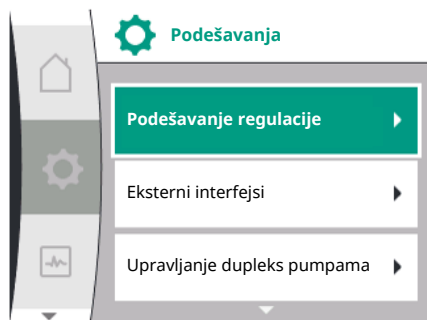 Podešavanja
Podešavanje regulacije
Eksterni interfejsi
Upravljanje dupleks pumpama